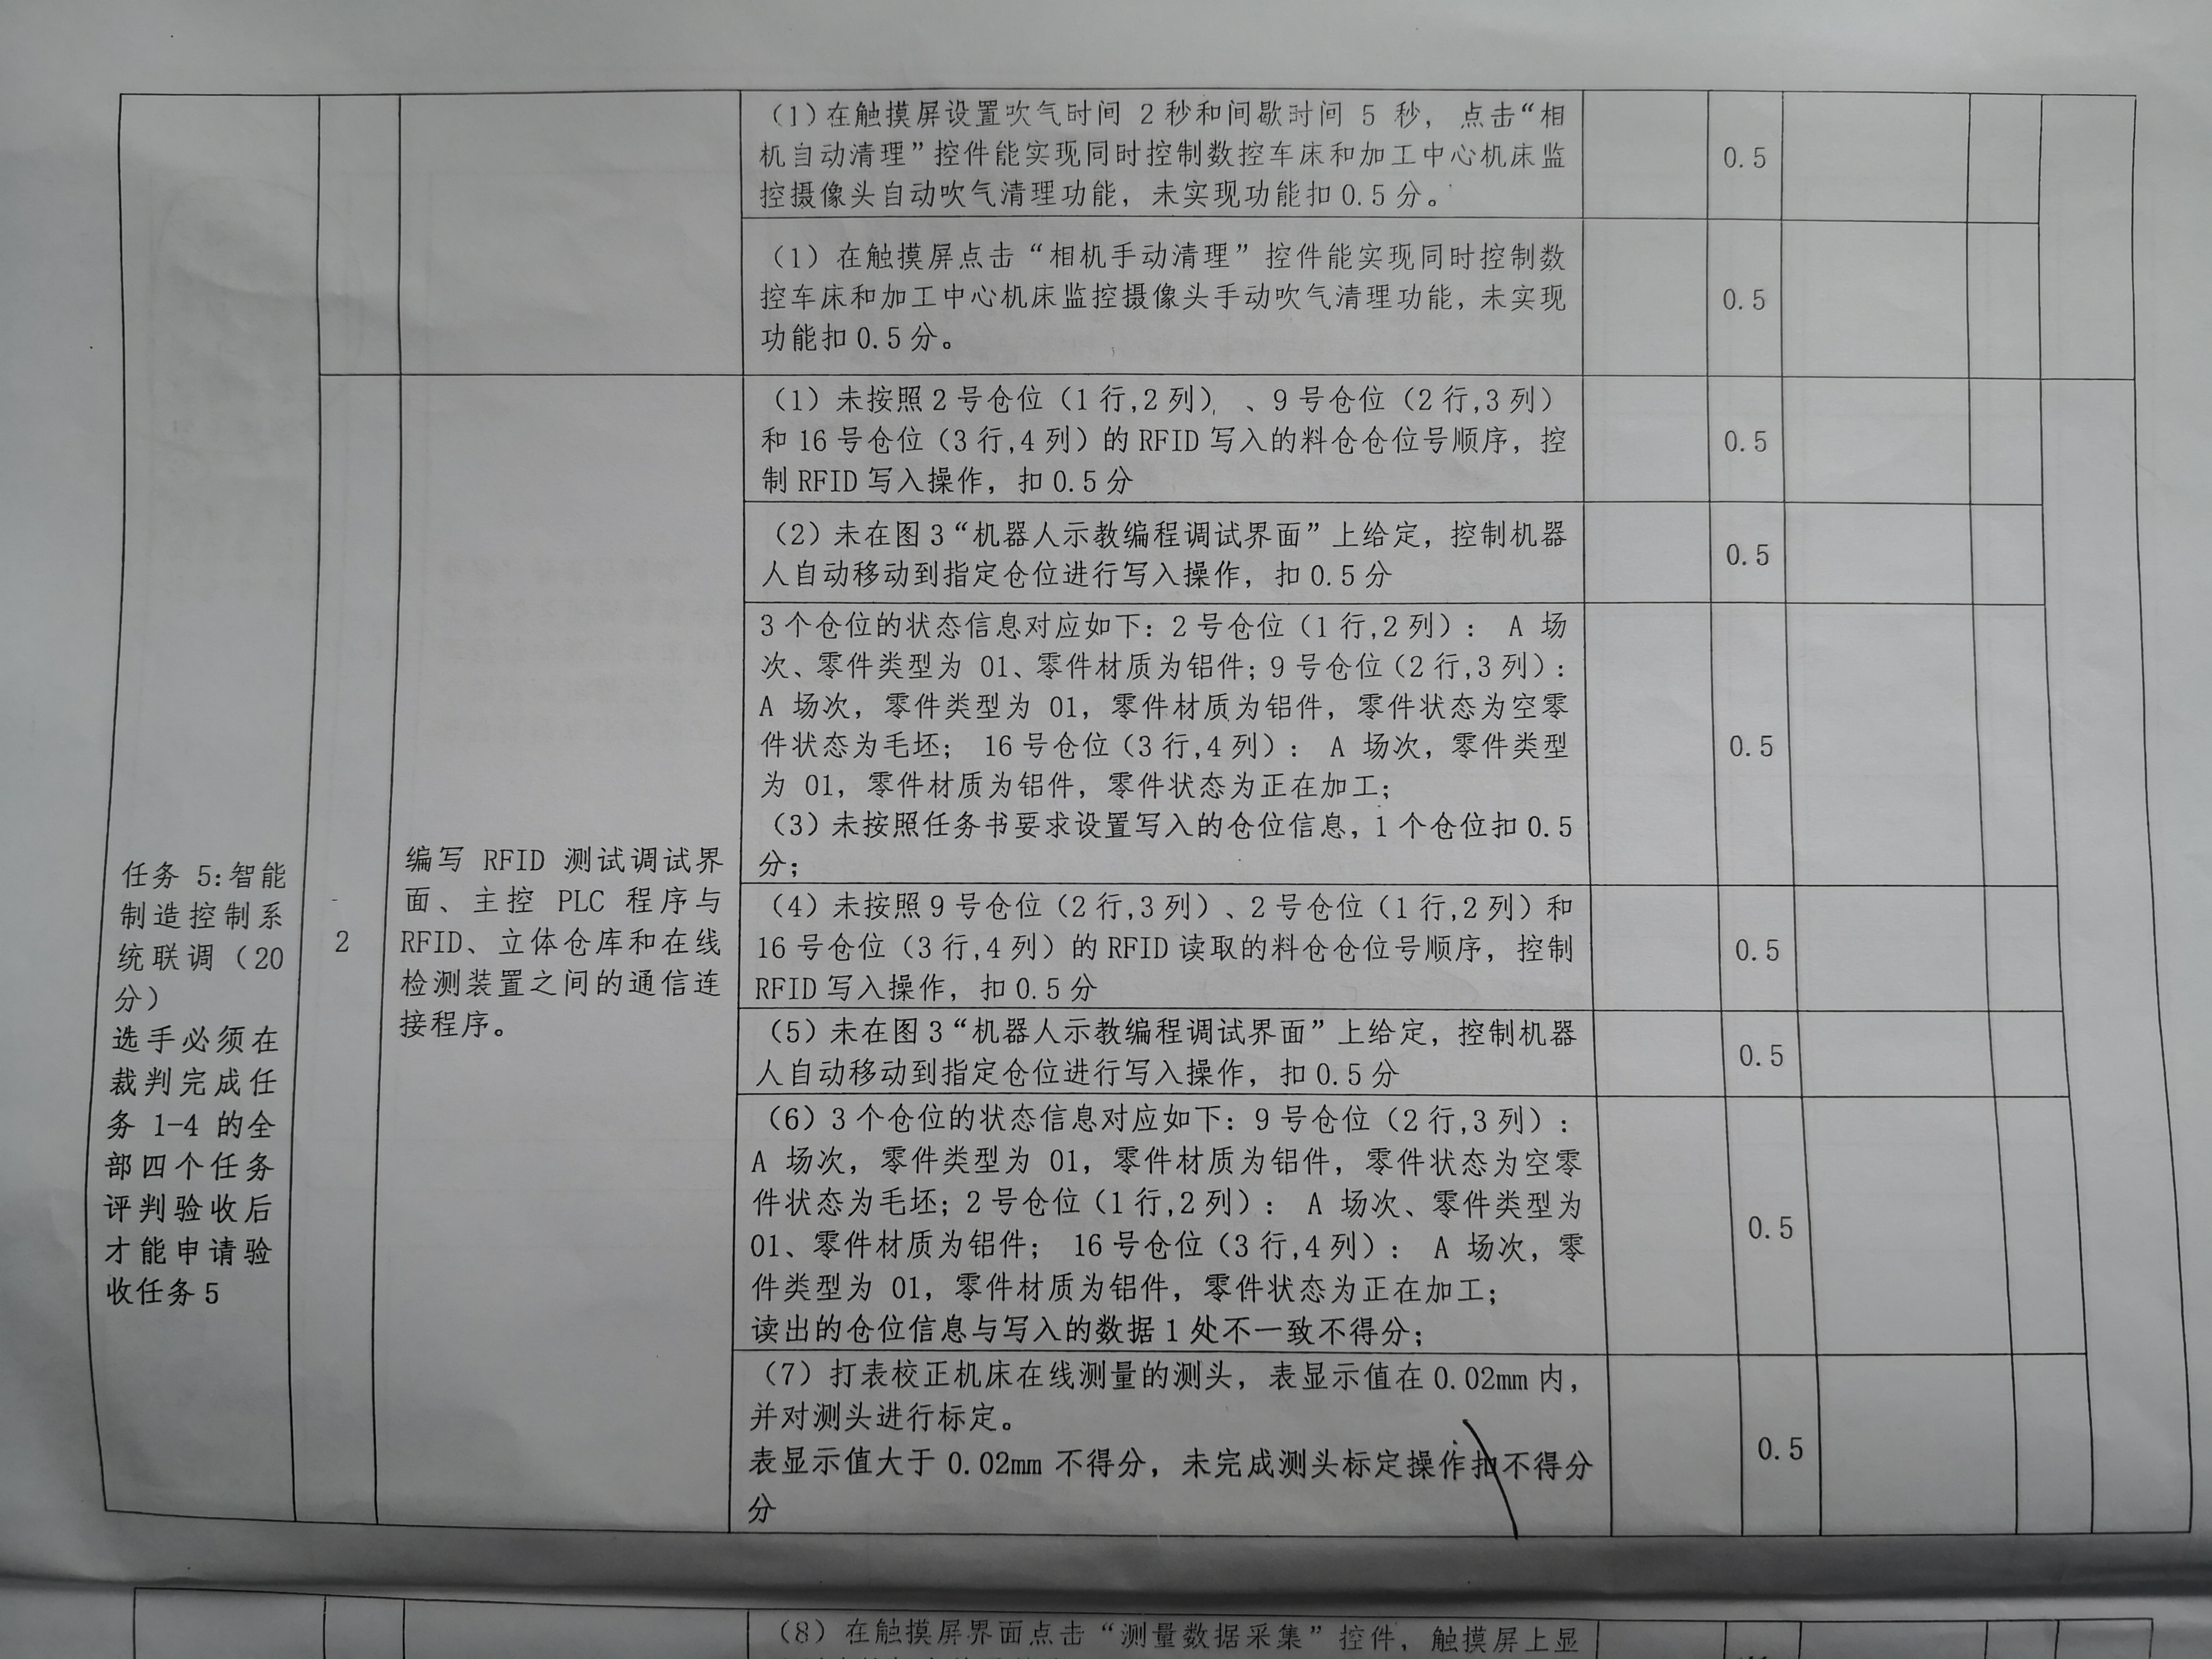 (1)在触摸屏设置吹气时间 2秒和间歇时间 5 秒，点击“相
机自动清理”控件能实现同时控制数控车床和加工中心机床监
控摄像头自动吹气清理功能，未实现功能扣0.5分。
0.5
(1)在触摸屏点击“相机手动清理”控件能实现同时控制数
控车床和加工中心机床监控摄像头手动吹气清理功能，未实现
功能扣0.5分。
0.5
任务 5:智能
制造控制系
统联调（20
分）
选手必须在
裁判完成任
务 1-4 的全
部四个任务
评判验收后
才能申请验
收任务5
2
编写 RFID 测试调试界
面、主控 PLC 程序与
RFID、立体仓库和在线
检测装置之间的通信连
接程序。
（1）未按照2号仓位（1行,2列）、9号仓位（2行,3列）
和16号仓位（3行,4列）的RFID写入的料仓仓位号顺序，控
制RFID写入操作，扣0.5分
0.5
（2）未在图3“机器人示教编程调试界面”上给定，控制机器
人自动移动到指定仓位进行写入操作，扣0.5分
0.5
3个仓位的状态信息对应如下：2号仓位（1行,2列）： A 场
次、零件类型为 01、零件材质为铝件；9号仓位（2行,3列）：
A 场次，零件类型为 01，零件材质为铝件，零件状态为空零
件状态为毛坯； 16号仓位（3行,4列）： A 场次，零件类型
为 01，零件材质为铝件，零件状态为正在加工；
（3）未按照任务书要求设置写入的仓位信息，1个仓位扣0.5
分；
0.5
（4）未按照9号仓位（2行,3列）、2号仓位（1行,2列）和
16号仓位（3行,4列）的RFID读取的料仓仓位号顺序，控制
RFID写入操作，扣0.5分
0.5
（5）未在图3“机器人示教编程调试界面”上给定，控制机器
人自动移动到指定仓位进行写入操作，扣0.5分
0.5
（6）3个仓位的状态信息对应如下：9号仓位（2行,3列）：
A 场次，零件类型为 01，零件材质为铝件，零件状态为空零
件状态为毛坯；2号仓位（1行,2列）： A 场次、零件类型为
01、零件材质为铝件； 16号仓位（3行,4列）： A 场次，零
件类型为 01，零件材质为铝件，零件状态为正在加工；
读出的仓位信息与写入的数据1处不一致不得分；
0.5
（7）打表校正机床在线测量的测头，表显示值在0.02mm内，
并对测头进行标定。
表显示值大于 0.02mm 不得分，未完成测头标定操作扣不得分
分
0.5
（8）在触摸屏界面点击“测量数据采集”控件，触摸屏上显